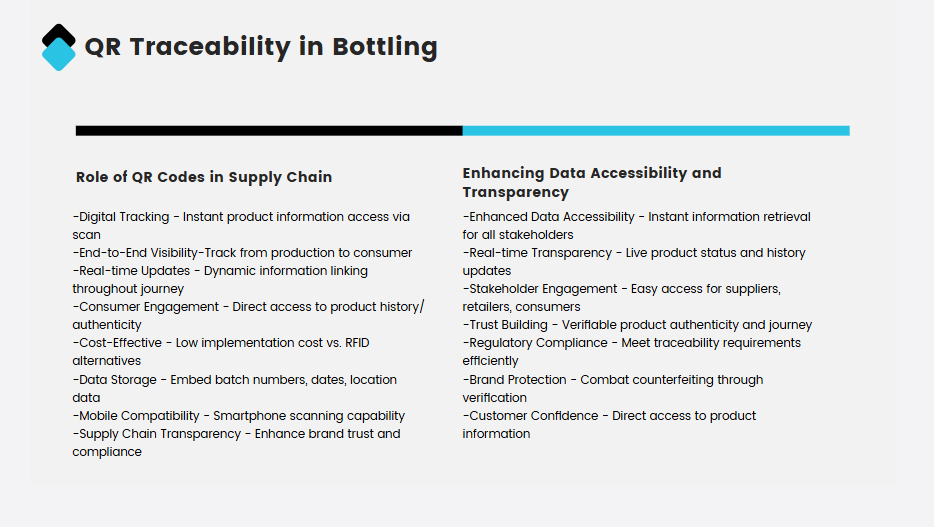 QR Traceability in Bottling
Role of QR Codes in Supply Chain
-Digital Tracking - Instant product information access via
scan
-End-to-End Visibility-Track from production to consumer
-Real-time Updates - Dynamic information linking
throughout journey
-Consumer Engagement - Direct access to product history/
authenticity
-Cost-Effective - Low implementation cost vs. RFID
alternatives
-Data Storage - Embed batch numbers, dates, location
data
-Mobile Compatibility - Smartphone scanning capability
-Supply Chain Transparency - Enhance brand trust and
compliance
Enhancing Data Accessibility and
Transparency
-Enhanced Data Accessibility - Instant information retrieval
for all stakeholders
-Real-time Transparency - Live product status and history
updates
-Stakeholder Engagement - Easy access for suppliers,
retailers, consumers
-Trust Building - Verifiable product authenticity and journey
-Regulatory Compliance - Meet traceability requirements
efficiently
-Brand Protection - Combat counterfeiting through
verification
-Customer Confidence - Direct access to product
information